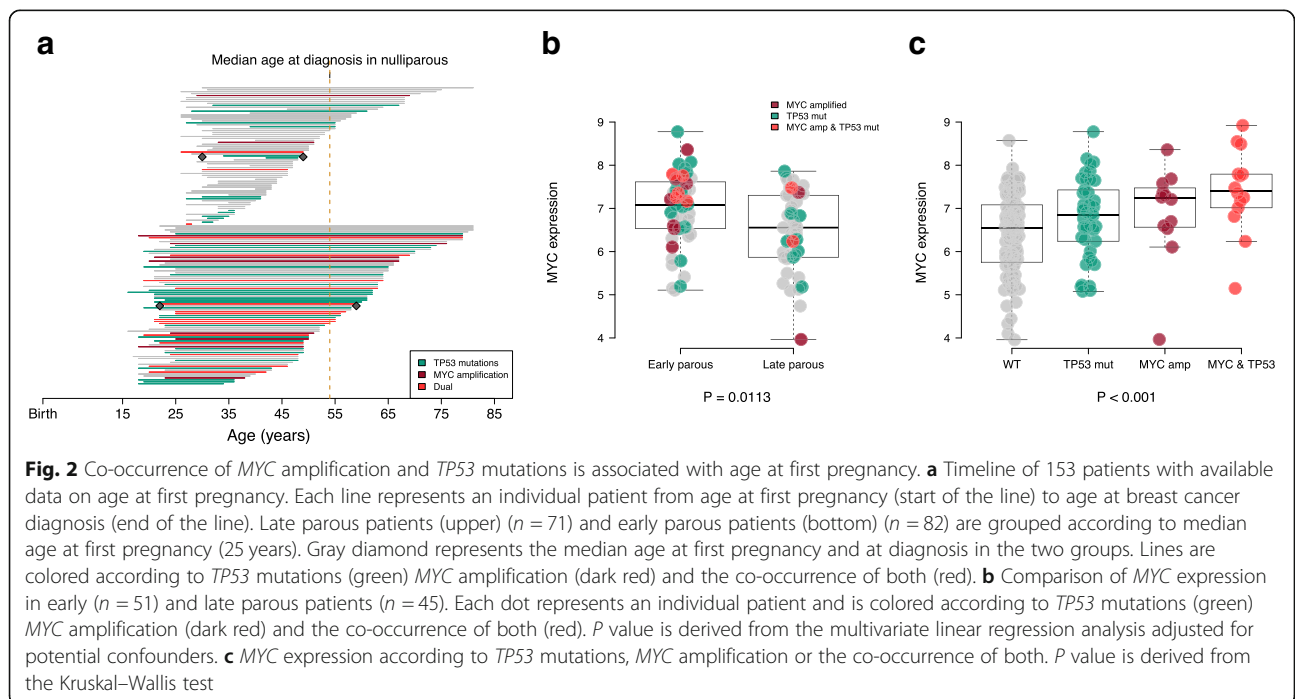 a
Median age at diagnosis in nulliparous
TP53 mutations
MYC amplification
Dual
Birth 15 25 35 45 55 65 75 85
Age (years)
b
MYC amplified
TP53 mut
MYC amp & TP53 mut
MYC expression
9
8
7
6
5
4
Early parous Late parous
P = 0.0113
c
MYC expression
9
8
7
6
5
4
WT TP53 mut MYC amp MYC & TP53
P < 0.001
Fig. 2 Co-occurrence of MYC amplification and TP53 mutations is associated with age at first pregnancy. a Timeline of 153 patients with available
data on age at first pregnancy. Each line represents an individual patient from age at first pregnancy (start of the line) to age at breast cancer
diagnosis (end of the line). Late parous patients (upper) (n = 71) and early parous patients (bottom) (n = 82) are grouped according to median
age at first pregnancy (25 years). Gray diamond represents the median age at first pregnancy and at diagnosis in the two groups. Lines are
colored according to TP53 mutations (green) MYC amplification (dark red) and the co-occurrence of both (red). b Comparison of MYC expression
in early (n = 51) and late parous patients (n = 45). Each dot represents an individual patient and is colored according to TP53 mutations (green)
MYC amplification (dark red) and the co-occurrence of both (red). P value is derived from the multivariate linear regression analysis adjusted for
potential confounders. c MYC expression according to TP53 mutations, MYC amplification or the co-occurrence of both. P value is derived from
the Kruskal–Wallis test